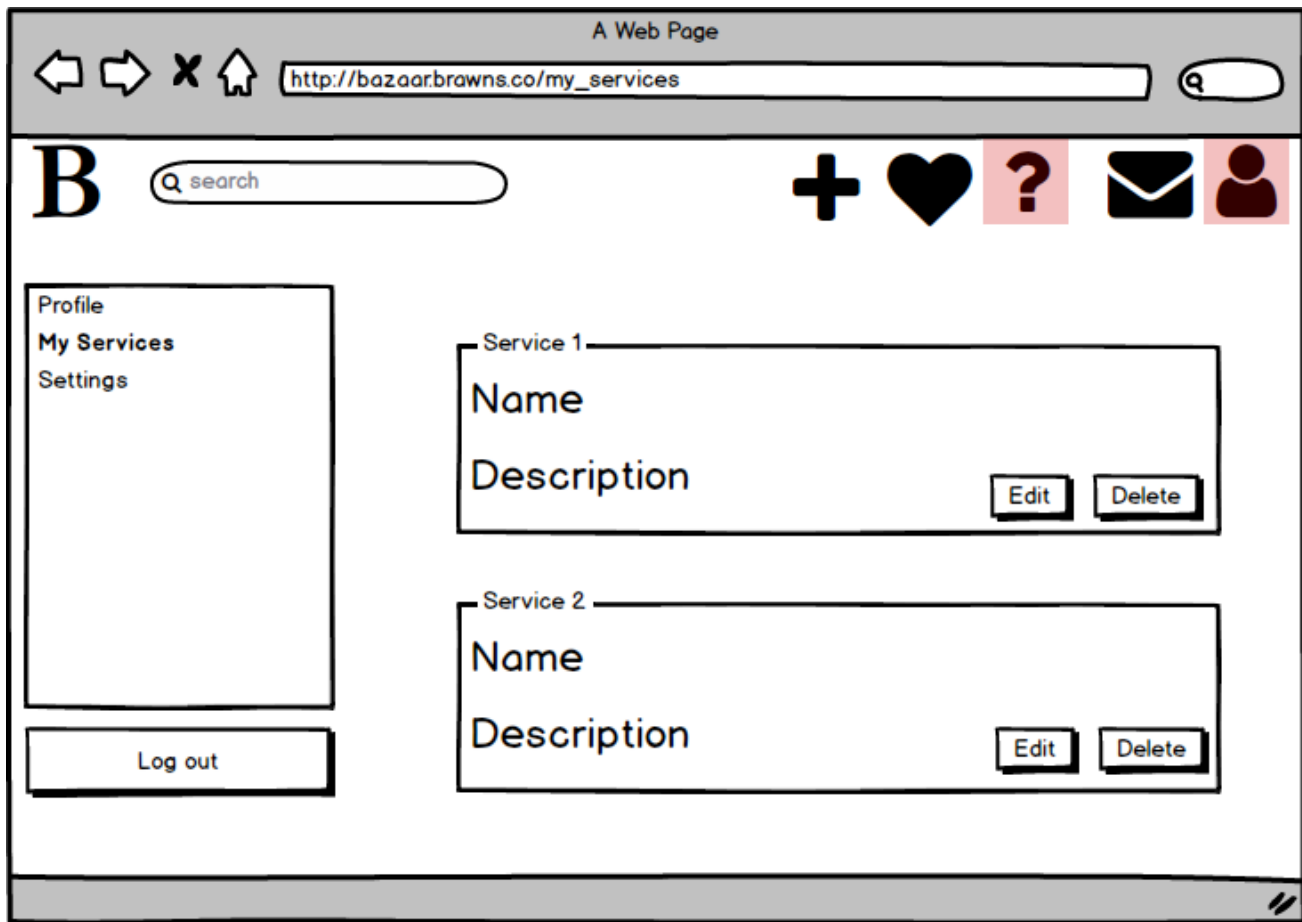 A Web Page
http://bazaar.brawns.co/my_services
B
search
?
Profile
My Services
Settings
Log out
Service 1
Name
Description
Edit
Delete
Service 2
Name
Description
Edit
Delete